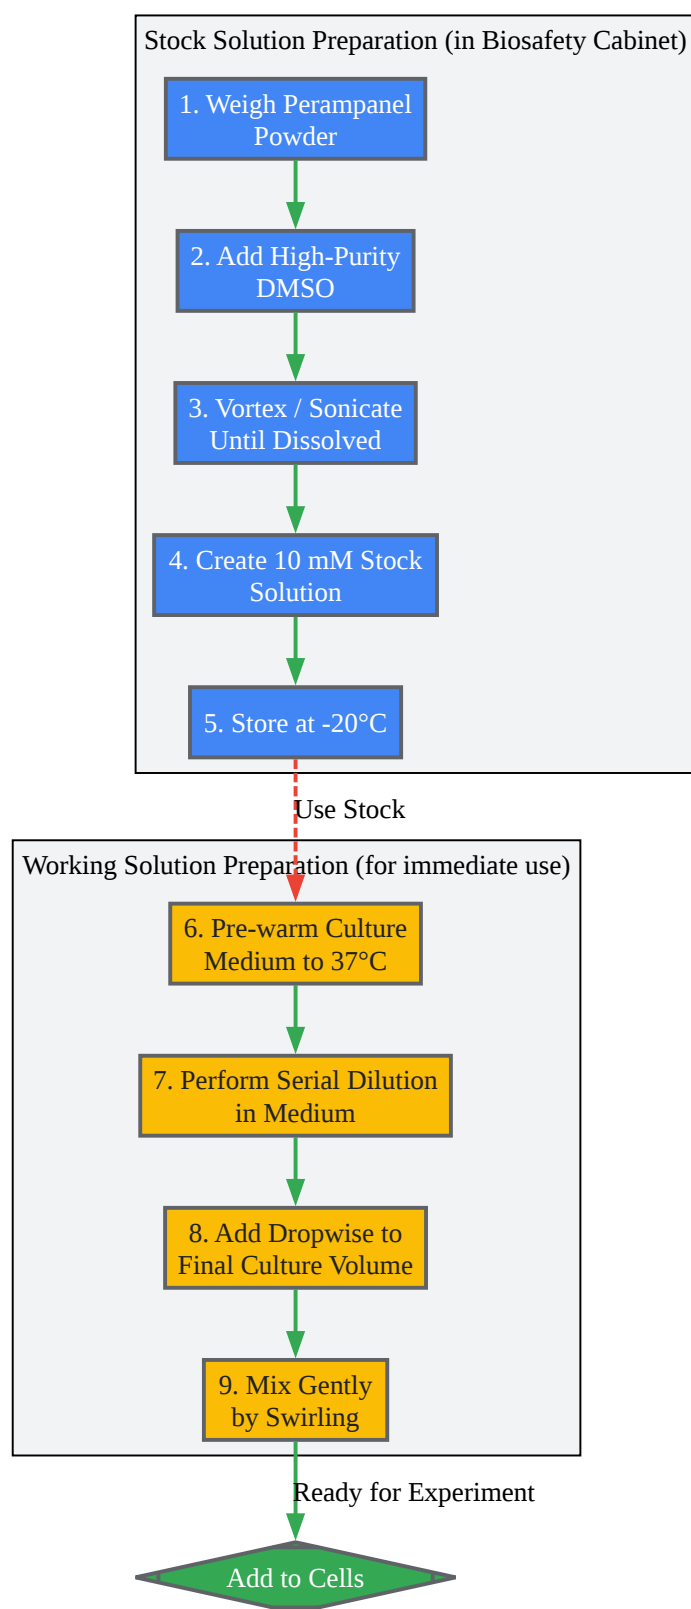 Stock Solution Preparation (in Biosafety Cabinet)
1. Weigh Perampanel
Powder
2. Add High-Purity
DMSO
3. Vortex / Sonicate
Until Dissolved
4. Create 10 mM Stock
Solution
5. Store at -20°C
Use Stock
Working Solution Preparation (for immediate use)
6. Pre-warm Culture
Medium to 37°C
7. Perform Serial Dilution
in Medium
8. Add Dropwise to
Final Culture Volume
9. Mix Gently
by Swirling
Ready for Experiment
Add to Cells